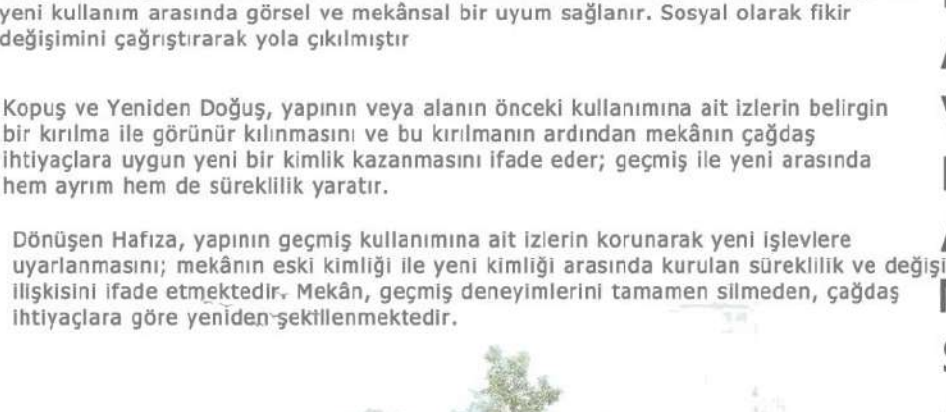 yeni kullanım arasında görsel ve mekânsal bir uyum sağlanır. Sosyal olarak fikir
değişimini çağrıştırarak yola çıkılmıştır
Kopuş ve Yeniden Doğuş, yapının veya alanın önceki kullanımına ait izlerin belirgin
bir kırılma ile görünür kılınmasını ve bu kırılmanın ardından mekânın çağdaş
ihtiyaçlara uygun yeni bir kimlik kazanmasını ifade eder; geçmiş ile yeni arasında
hem ayrım hem de süreklilik yaratır.
Dönüşen Hafıza, yapının geçmiş kullanımına ait izlerin korunarak yeni işlevlere
uyarlanmasını; mekânın eski kimliği ile yeni kimliği arasında kurulan süreklilik ve değişi
ilişkisini ifade etmektedir. Mekân, geçmiş deneyimlerini tamamen silmeden, çağdaş
ihtiyaçlara göre yeniden şekillenmektedir.